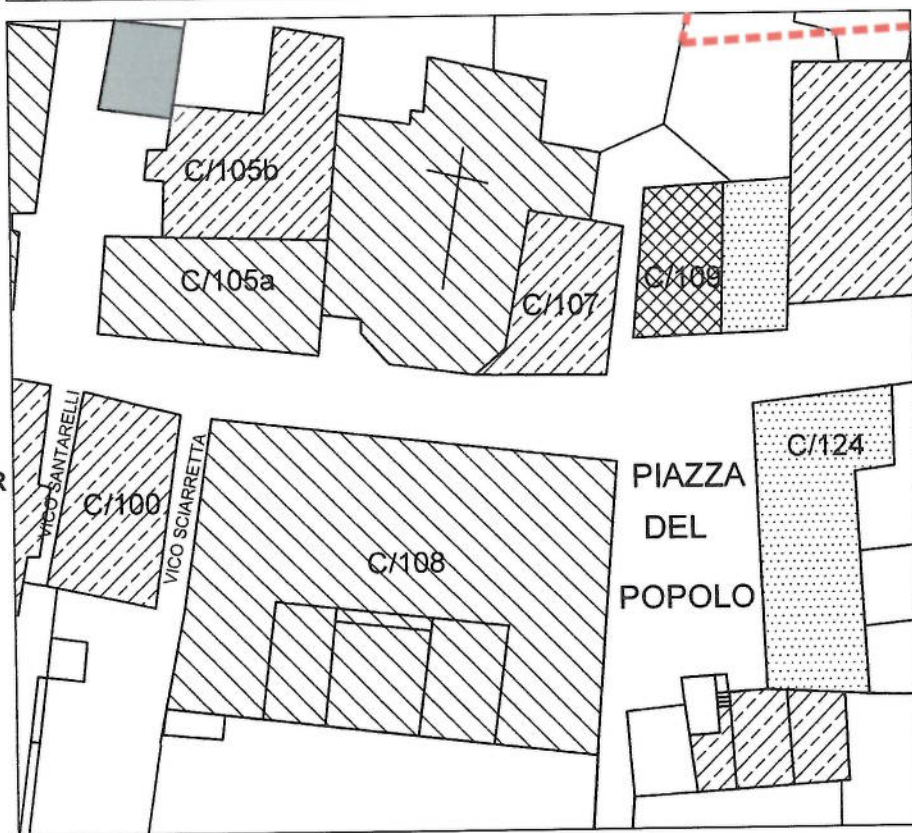 C/105b
C/105a
C/107
C/109
C/124
R
VICO SANTARELLI
C/100
VICO SCIARRETTA
C/108
PIAZZA
DEL
POPOLO